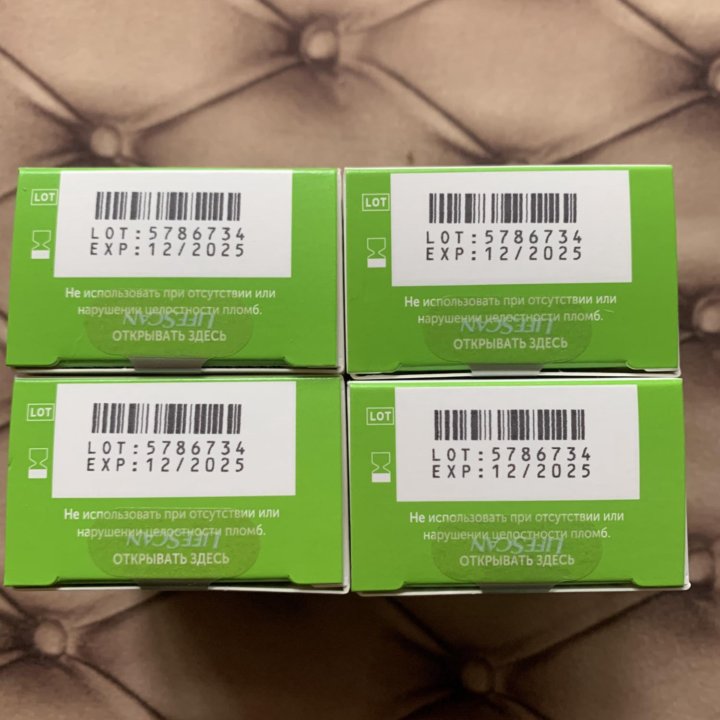 LOT
LOT:5786734
EXP:12/2025
Не использовать при отсутствии или
нарушении целостности пломб.
LIFESCAN
ОТКРЫВАТЬ ЗДЕСЬ
LOT
LOT:5786734
EXP:12/2025
Не использовать при отсутствии или
нарушении целостности пломб.
LIFESCAN
ОТКРЫВАТЬ ЗДЕСЬ
LOT
LOT:5786734
EXP:12/2025
Не использовать при отсутствии или
нарушении целостности пломб.
LIFESCAN
ОТКРЫВАТЬ ЗДЕСЬ
LOT
LOT:5786734
EXP:12/2025
Не использовать при отсутствии или
нарушении целостности пломб.
LIFESCAN
ОТКРЫВАТЬ ЗДЕСЬ